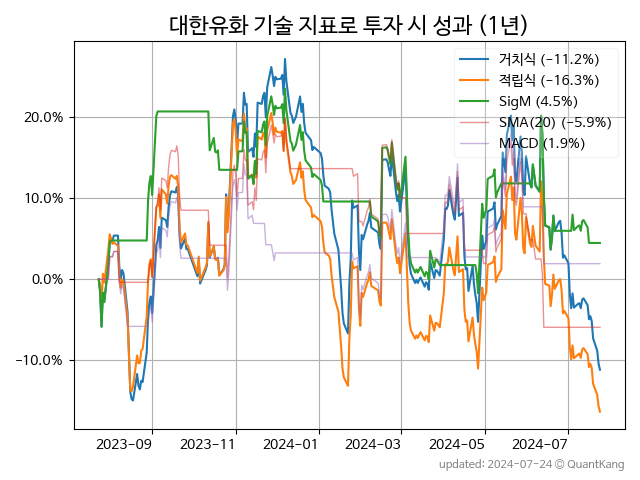 대한유화 기술 지표로 투자 시 성과 (1년)
거치식 (−11.2%)
적립식 (−16.3%)
SigM (4.5%)
SMA(20) (−5.9%)
MACD (1.9%)
20.0%
10.0%
0.0%
−10.0%
2023−09 2023−11 2024−01 2024−03 2024−05 2024−07
updated: 2024-07-24 © QuantKang